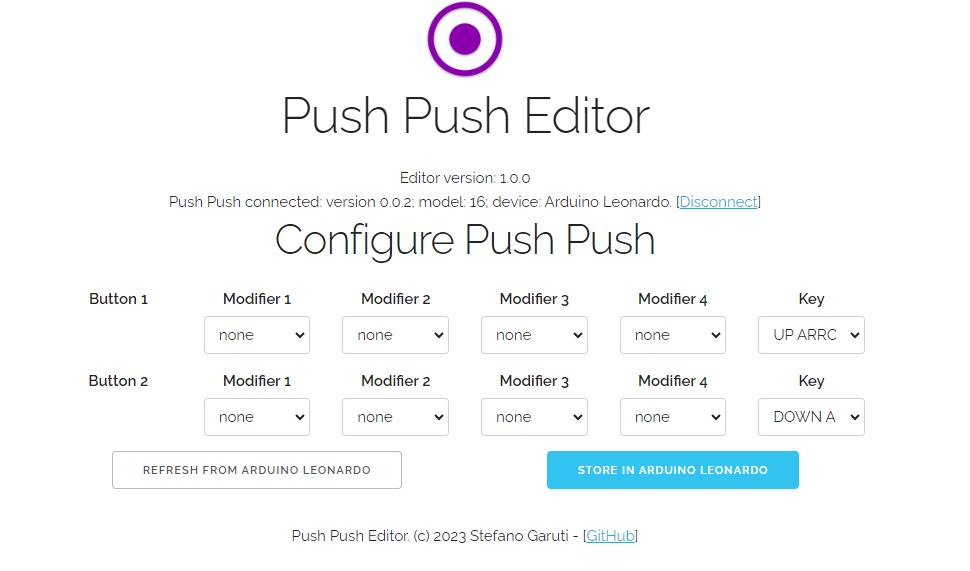 Push Push Editor
Editor version: 1.0.0
Push Push connected: version 0.0.2; model: 16; device: Arduino Leonardo. [Disconnect]
Configure Push Push
Button 1 Modifier 1 Modifier 2 Modifier 3 Modifier 4 Key
none none none none UP ARRC
Button 2 Modifier 1 Modifier 2 Modifier 3 Modifier 4 Key
none none none none DOWN A
REFRESH FROM ARDUINO LEONARDO STORE IN ARDUINO LEONARDO
Push Push Editor. (c) 2023 Stefano Garuti - [GitHub]